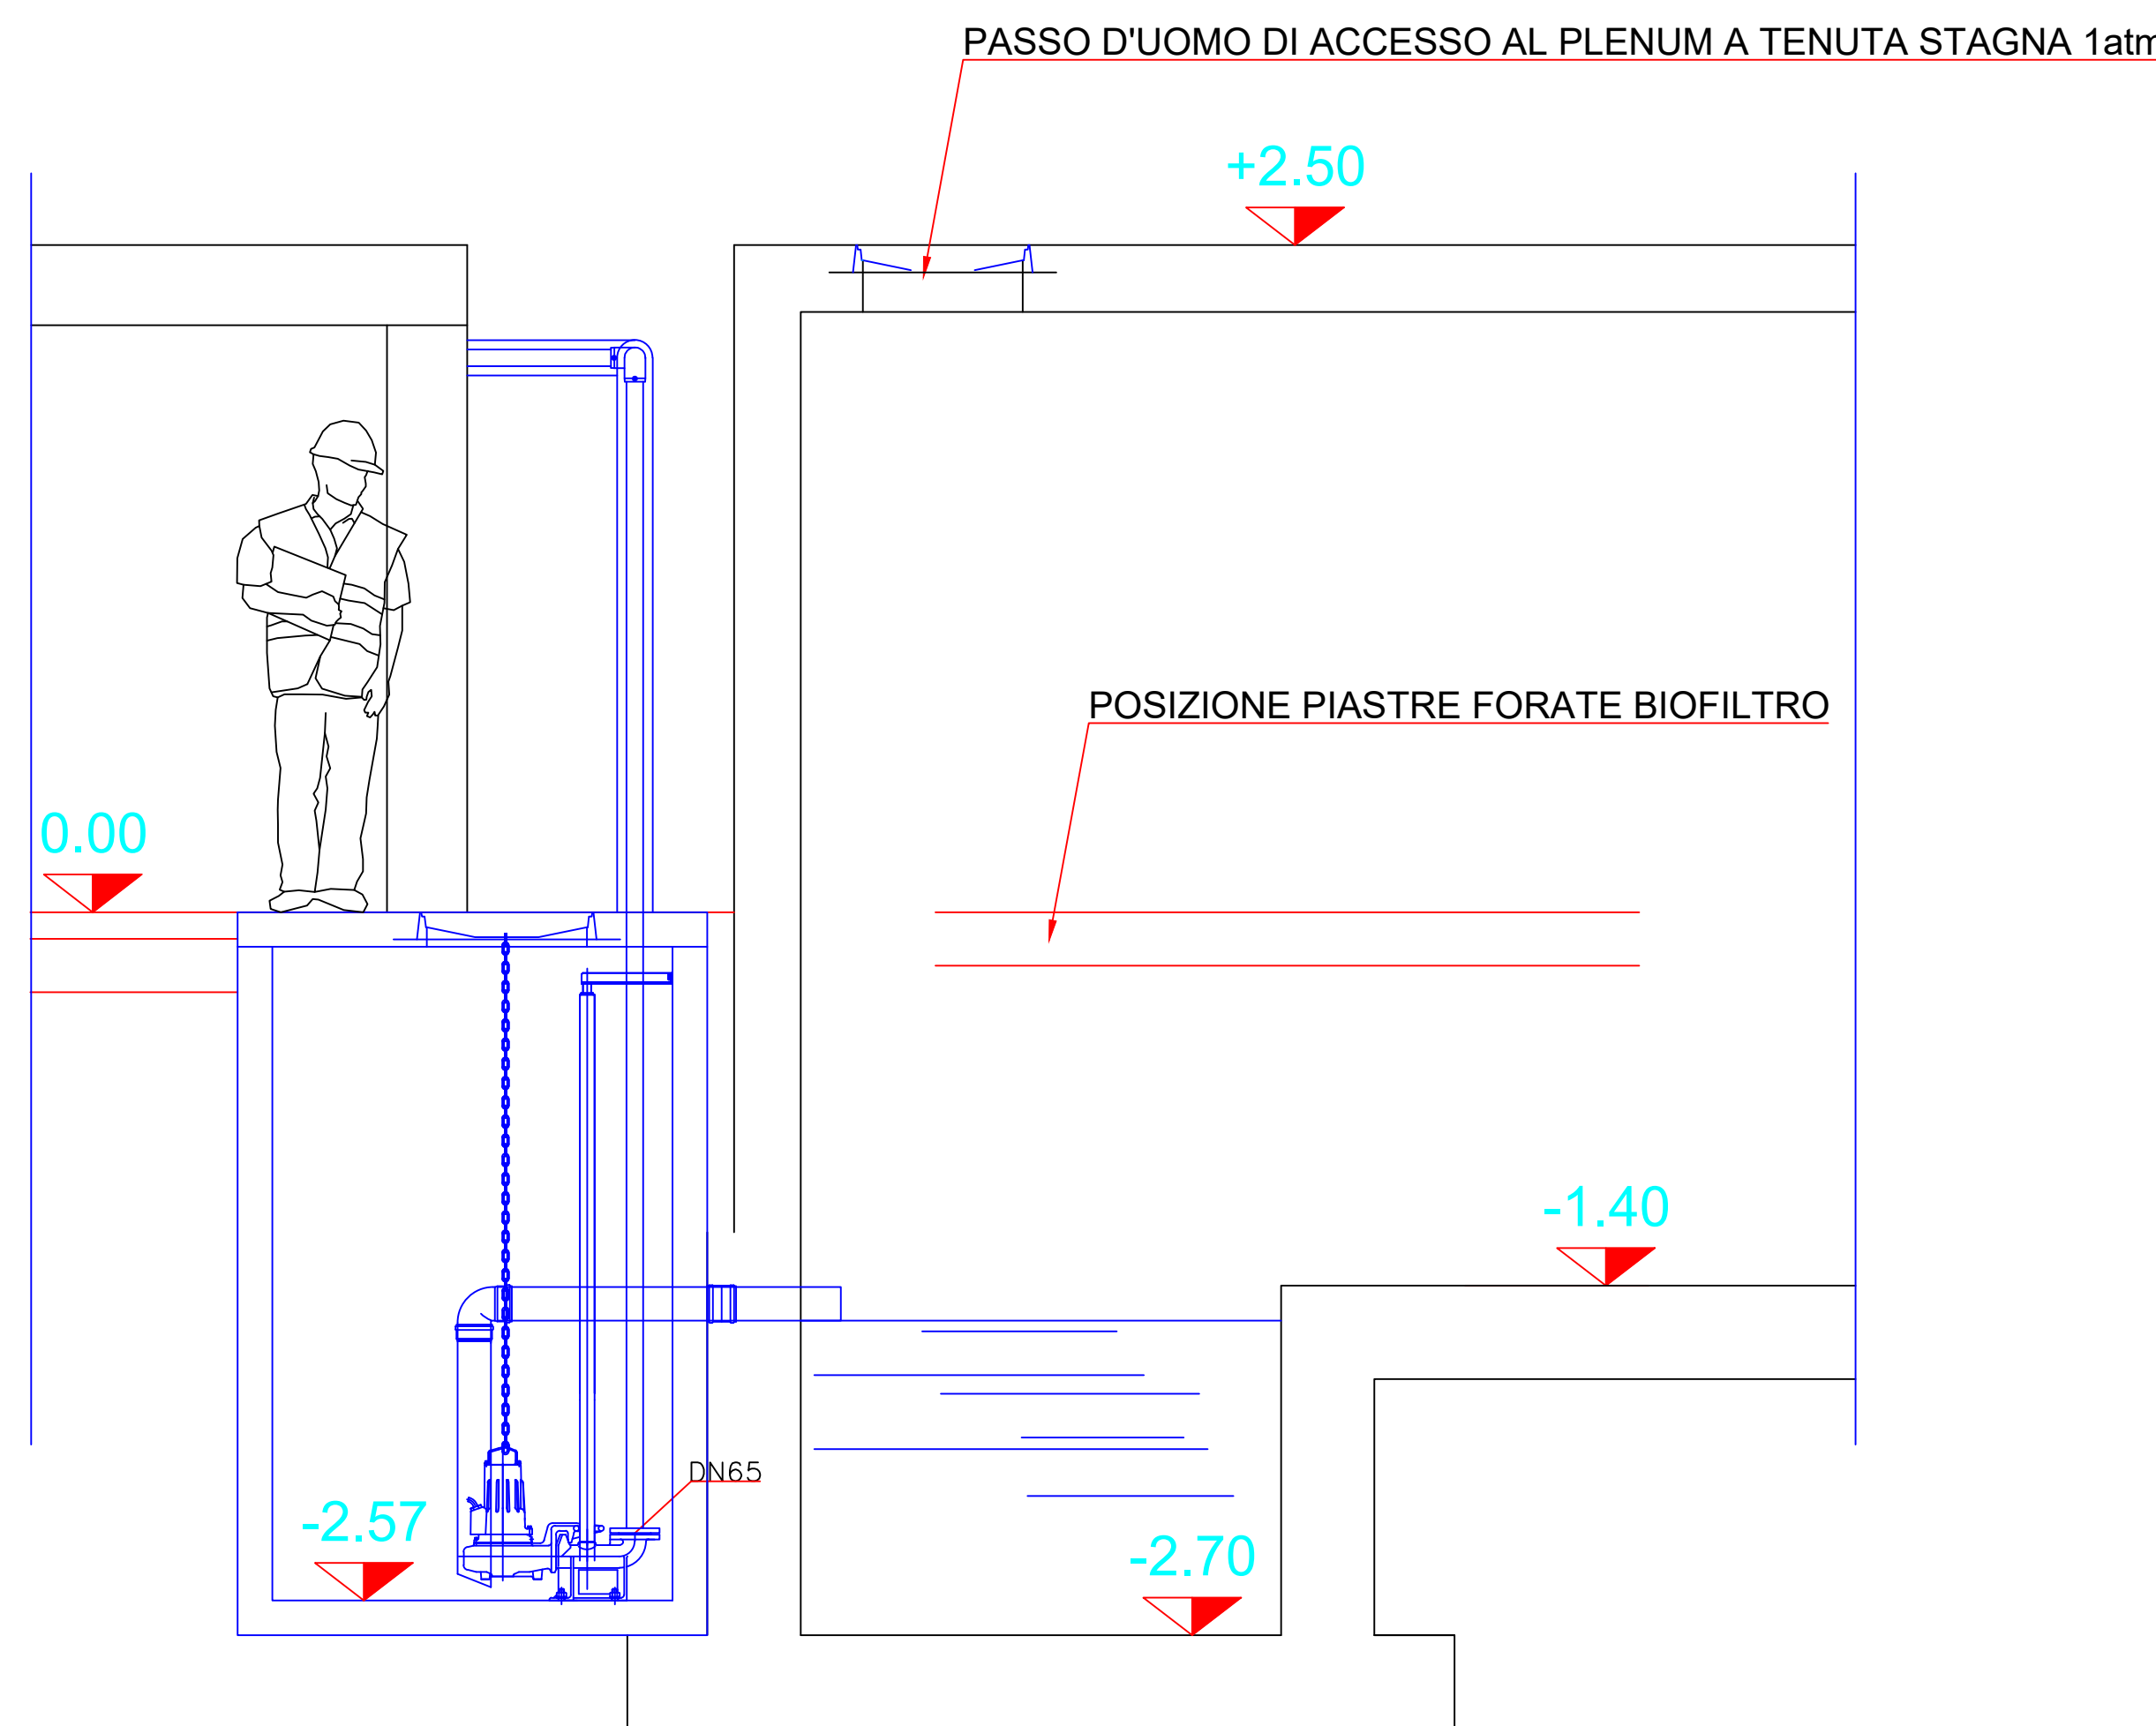 PASSO D'UOMO DI ACCESSO AL PLENUM A TENUTA STAGNA 1atm
+2.50
POSIZIONE PIASTRE FORATE BIOFILTRO
0.00
-1.40
DN65
-2.57
-2.70